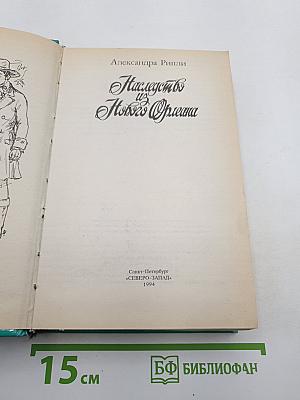 Александра Рипли
Наследство
из
Нового Орлеана
Санкт-Петербург
«СЕВЕРО-ЗАПАД»
1994
15 см
БФ БИБЛИОФАН